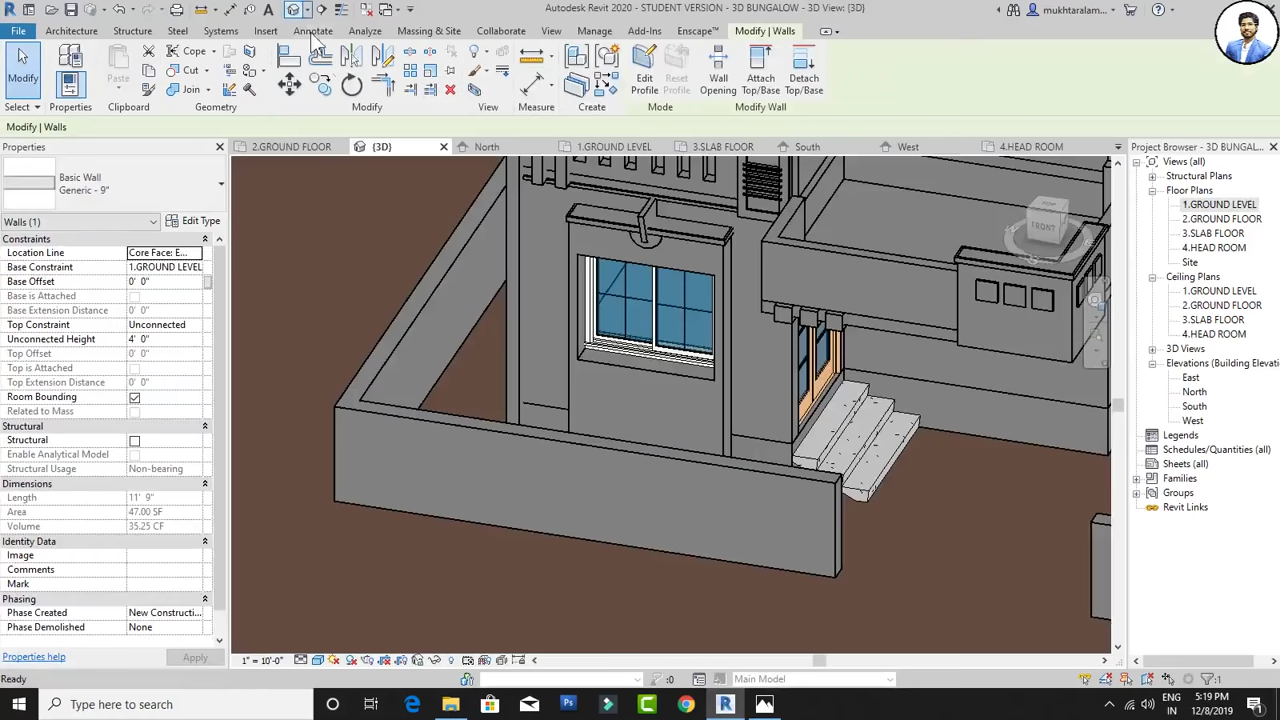 Autodesk Revit 2020 - STUDENT VERSION - 3D BUNGALOW - 3D View: {3D}
mukhtaralam...
File Architecture Structure Steel Systems Insert Annotate Analyze Massing & Site Collaborate View Manage Add-Ins Enscape™ Modify | Walls
Modify Properties Paste Cope Cut Join Edit Profile Reset Profile Wall Opening Attach Top/Base Detach Top/Base
Select Properties Clipboard Geometry Modify View Measure Create Mode Modify Wall
Modify | Walls
Properties
2.GROUND FLOOR {3D} North 1.GROUND LEVEL 3.SLAB FLOOR South West 4.HEAD ROOM
Basic Wall
Generic - 9"
Walls (1) Edit Type
Constraints
Location Line Core Face: E...
Base Constraint 1.GROUND LEVEL
Base Offset 0' 0"
Base is Attached
Base Extension Distance 0' 0"
Top Constraint Unconnected
Unconnected Height 4' 0"
Top Offset 0' 0"
Top is Attached
Top Extension Distance 0' 0"
Room Bounding
Related to Mass
Structural
Structural
Enable Analytical Model
Structural Usage Non-bearing
Dimensions
Length 11' 9"
Area 47.00 SF
Volume 35.25 CF
Identity Data
Image
Comments
Mark
Phasing
Phase Created New Constructi...
Phase Demolished None
Properties help Apply
TOP
FRONT
Project Browser - 3D BUNGAL...
Views (all)
Structural Plans
Floor Plans
1.GROUND LEVEL
2.GROUND FLOOR
3.SLAB FLOOR
4.HEAD ROOM
Site
Ceiling Plans
1.GROUND LEVEL
2.GROUND FLOOR
3.SLAB FLOOR
4.HEAD ROOM
3D Views
Elevations (Building Elevati
East
North
South
West
Legends
Schedules/Quantities (all)
Sheets (all)
Families
Groups
Revit Links
1" = 10'-0"
Ready :0 Main Model :1
Type here to search
ENG
IN
5:19 PM
12/8/2019